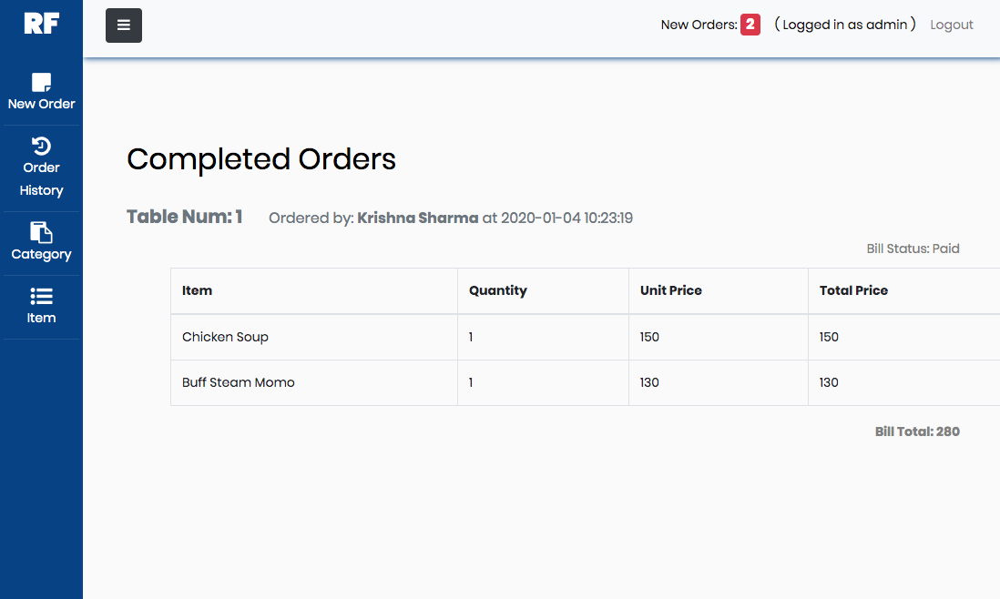 RF
New Orders: 2 ( Logged in as admin ) Logout
New Order
Order
History
Category
Item
Completed Orders
Table Num: 1 Ordered by: Krishna Sharma at 2020-01-04 10:23:19
Bill Status: Paid
Item Quantity Unit Price Total Price
Chicken Soup 1 150 150
Buff Steam Momo 1 130 130
Bill Total: 280